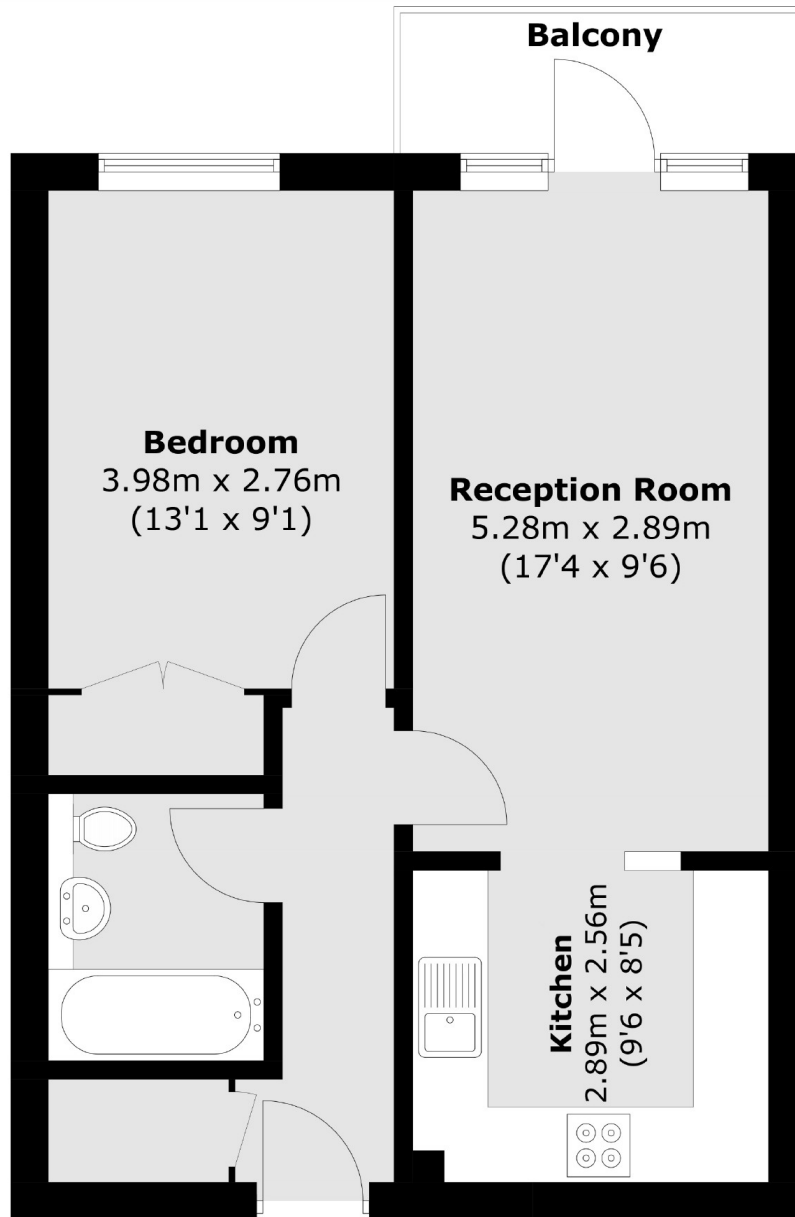 Balcony
Bedroom
3.98m x 2.76m
(13'1 x 9'1)
Reception Room
5.28m x 2.89m
(17'4 x 9'6)
Kitchen
2.89m x 2.56m
(9'6 x 8'5)